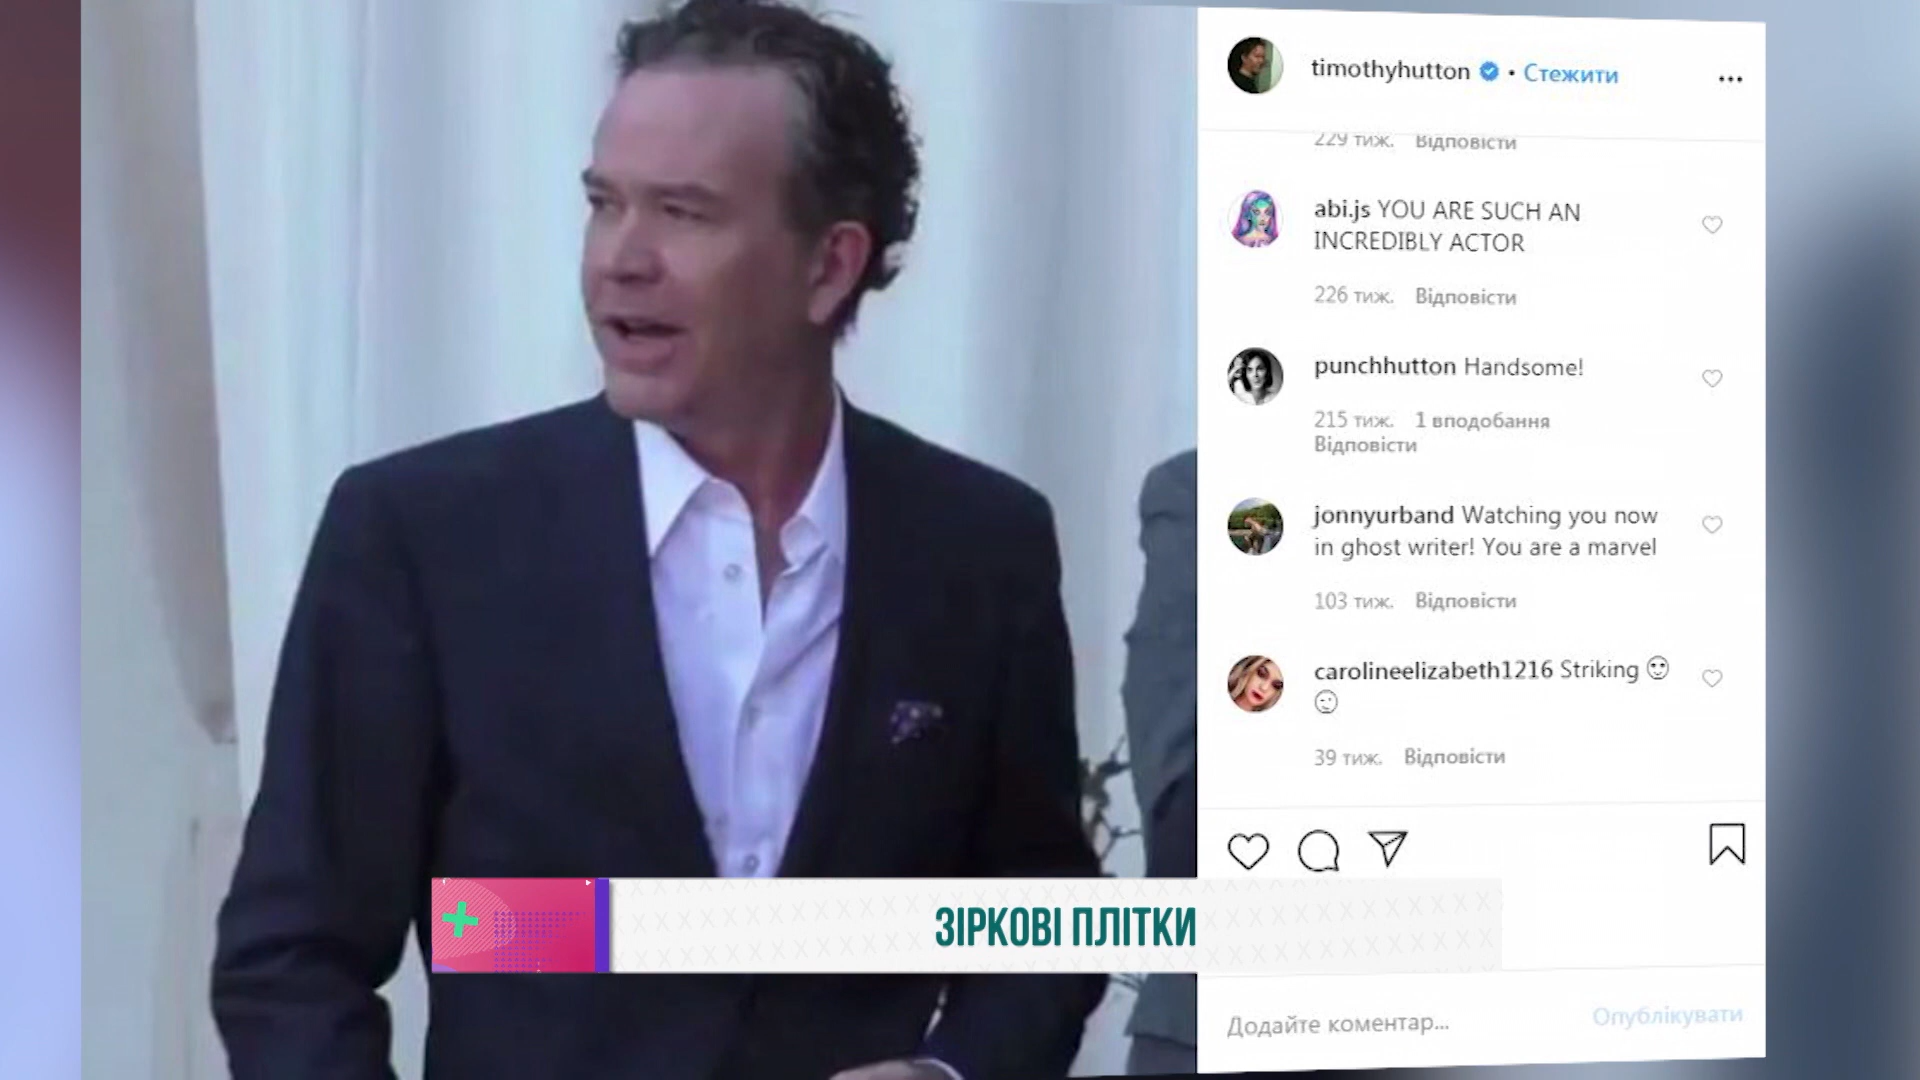 timothyhutton • Стежити
229 тиж. Відповісти
abi.js YOU ARE SUCH AN
INCREDIBLY ACTOR
226 тиж. Відповісти
punchhutton Handsome!
215 тиж. 1 вподобання
Відповісти
jonnyurband Watching you now
in ghost writer! You are a marvel
103 тиж. Відповісти
carolineelizabeth1216 Striking
39 тиж. Відповісти
ЗІРКОВІ ПЛІТКИ
Додайте коментар... Опублікувати